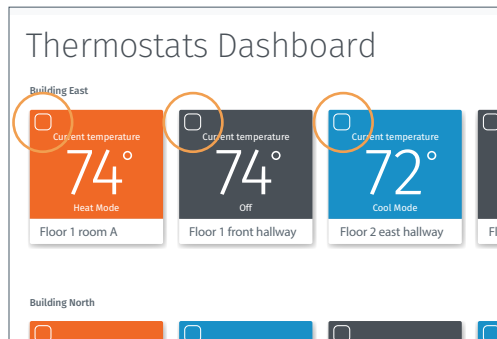 Thermostats Dashboard
Building East
Current temperature
74°
Heat Mode
Floor 1 room A
Current temperature
74°
Off
Floor 1 front hallway
Current temperature
72°
Cool Mode
Floor 2 east hallway
Building North